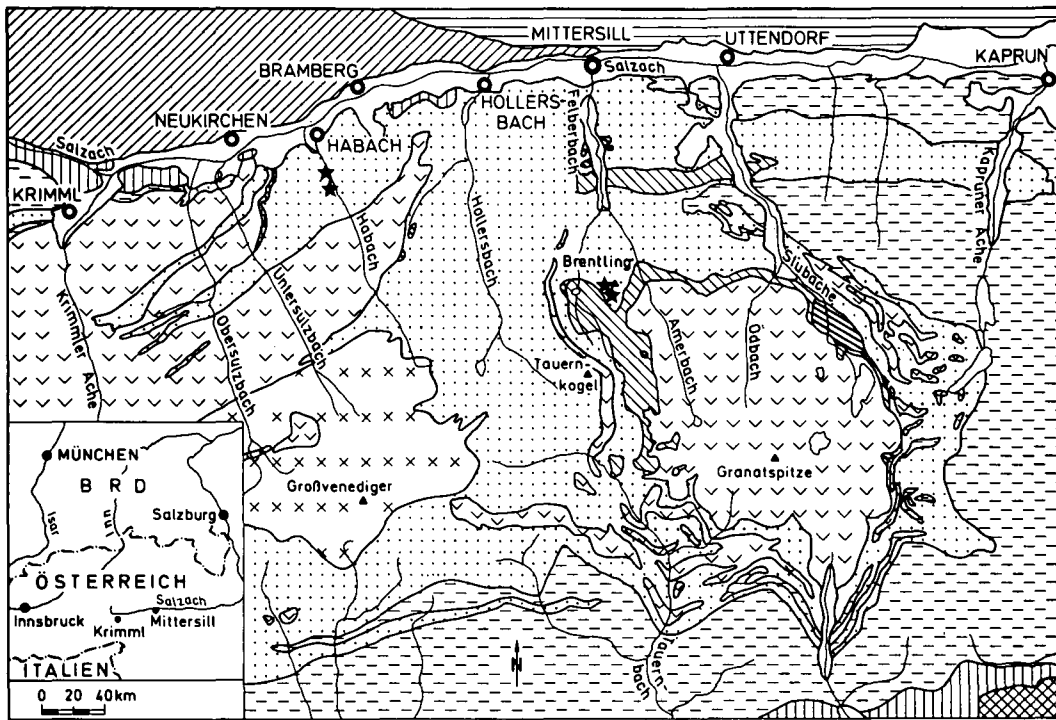 MITTERSILL
UTTENDORF
KAPRUN
BRAMBERG
Salzach
HOLLERS-
BACH
Felberbach
NEUKIRCHEN
HABACH
Salzach
KRIMML
Habach
Hollersbach
Kapruner Ache
Brentling
Stubache
Untersulzbach
Obersulzbach
Krimmler
Ache
Tauern-
kogel
Amerbach
Ödbach
Granatspitze
Großvenediger
Tauern-
bach
N
MÜNCHEN
BRD
Isar
Inn
Salzburg
ÖSTERREICH
Salzach
Innsbruck
Krimml
Mittersill
ITALIEN
0 20 40km